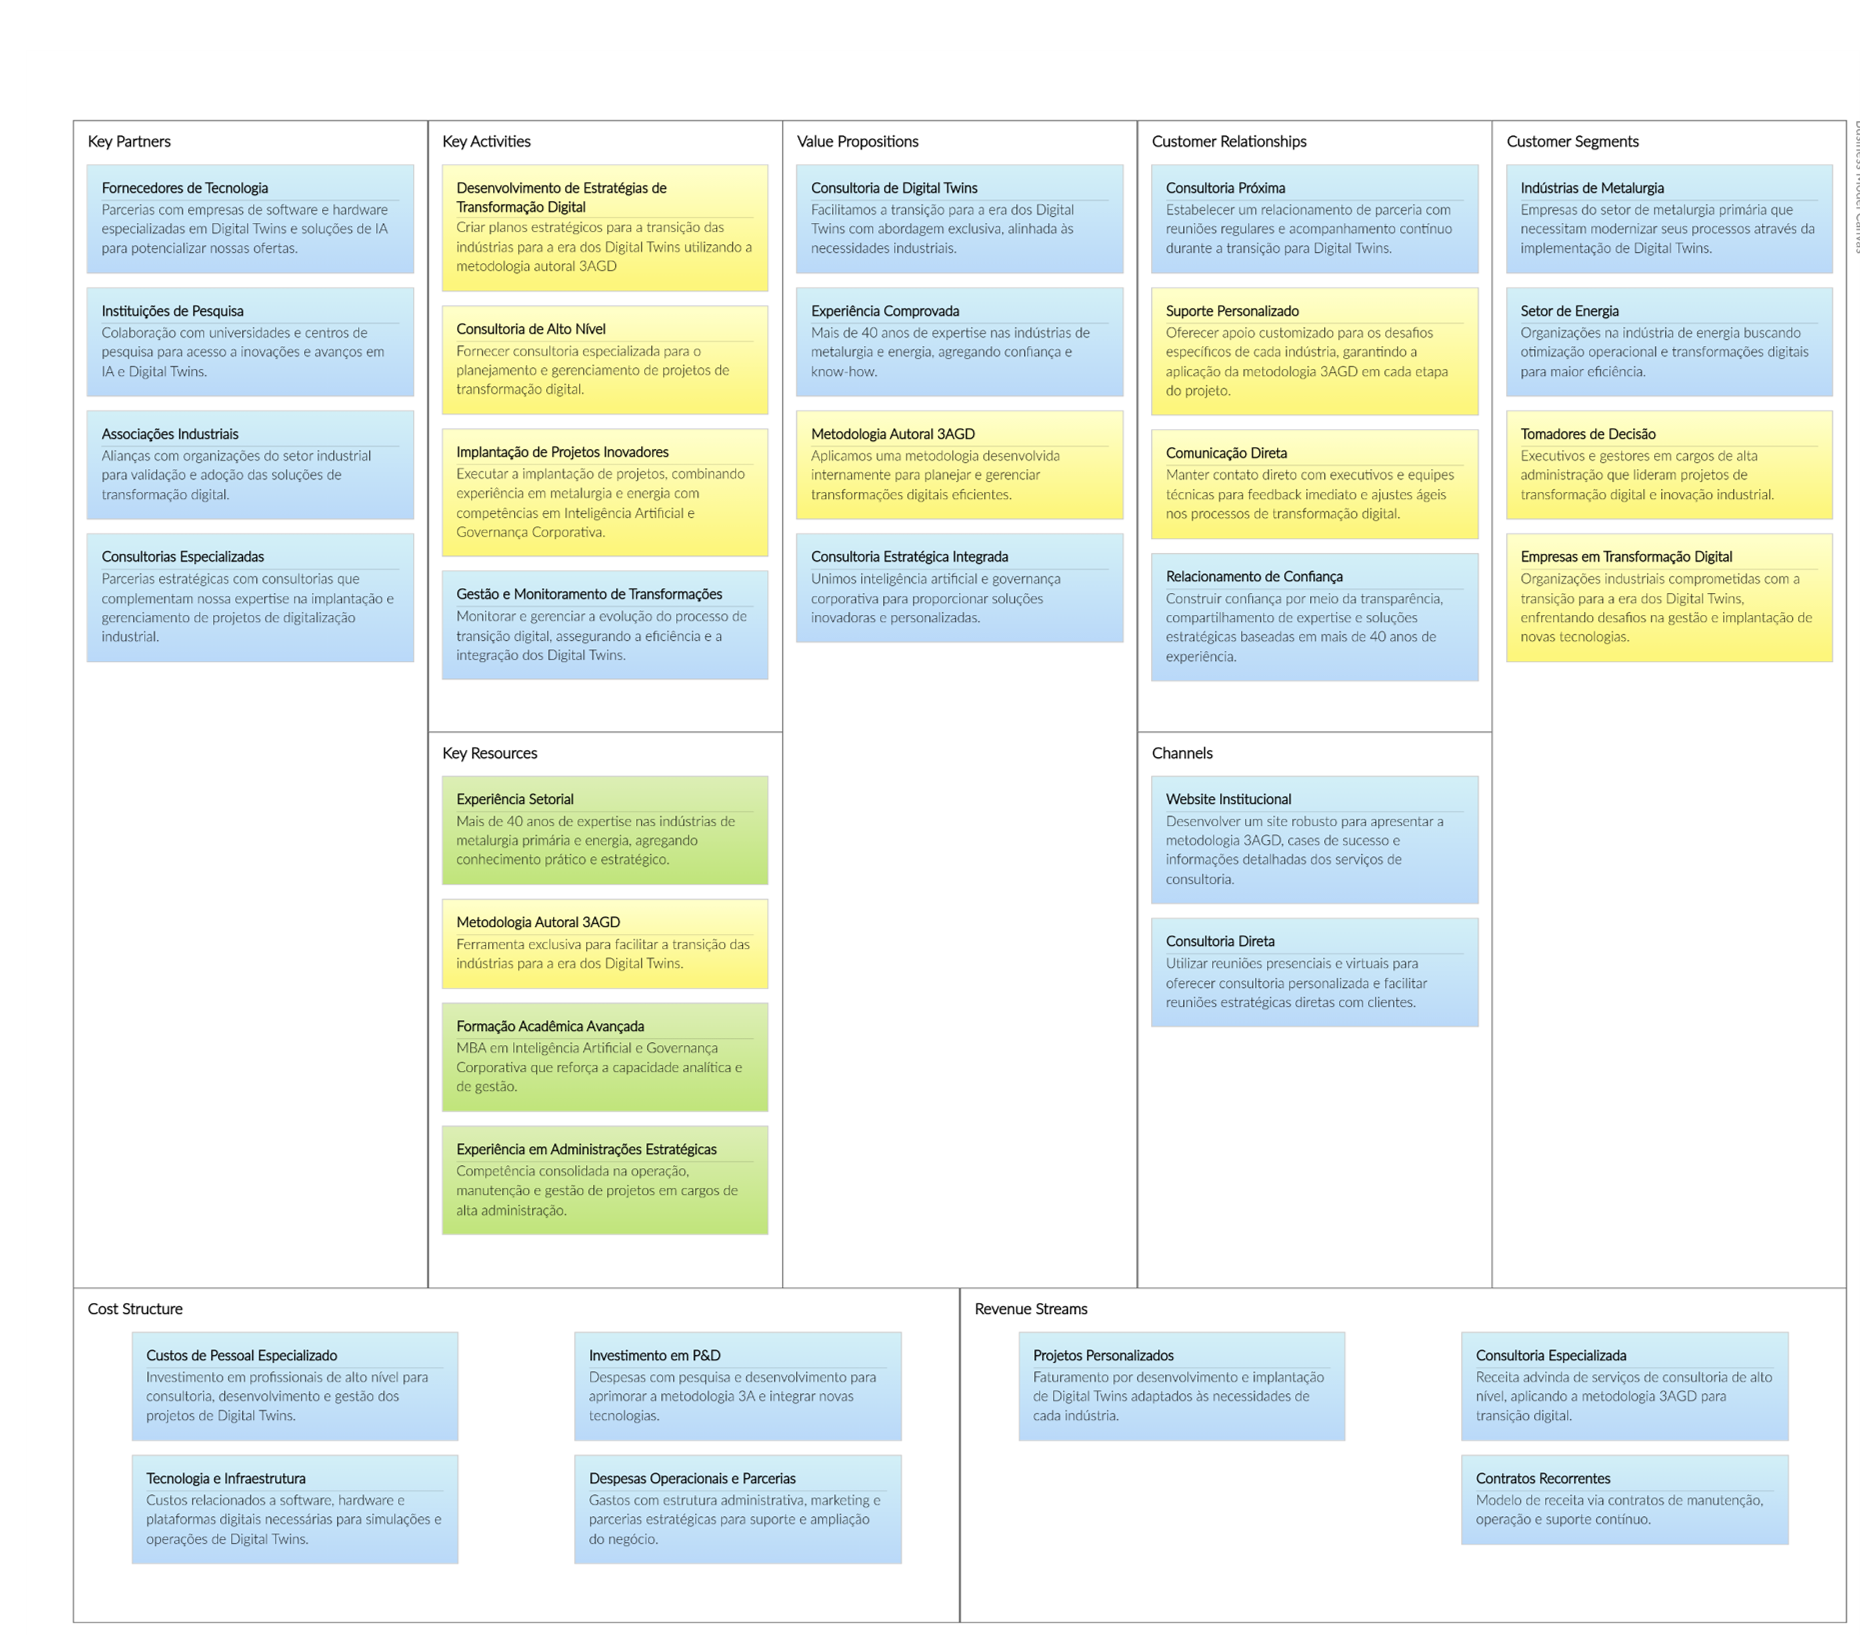 Key Partners
Fornecedores de Tecnologia
Parcerias com empresas de software e hardware
especializadas em Digital Twins e soluções de IA
para potencializar nossas ofertas.
Instituições de Pesquisa
Colaboração com universidades e centros de
pesquisa para acesso a inovações e avanços em
IA e Digital Twins.
Associações Industriais
Alianças com organizações do setor industrial
para validação e adoção das soluções de
transformação digital.
Consultorias Especializadas
Parcerias estratégicas com consultorias que
complementam nossa expertise na implantação e
gerenciamento de projetos de digitalização
industrial.
Key Activities
Desenvolvimento de Estratégias de
Transformação Digital
Criar planos estratégicos para a transição das
indústrias para a era dos Digital Twins utilizando a
metodologia autoral 3AGD
Consultoria de Alto Nível
Fornecer consultoria especializada para o
planejamento e gerenciamento de projetos de
transformação digital.
Implantação de Projetos Inovadores
Executar a implantação de projetos, combinando
experiência em metalurgia e energia com
competências em Inteligência Artificial e
Governança Corporativa.
Gestão e Monitoramento de Transformações
Monitorar e gerenciar a evolução do processo de
transição digital, assegurando a eficiência e a
integração dos Digital Twins.
Key Resources
Experiência Setorial
Mais de 40 anos de expertise nas indústrias de
metalurgia primária e energia, agregando
conhecimento prático e estratégico.
Metodologia Autoral 3AGD
Ferramenta exclusiva para facilitar a transição das
indústrias para a era dos Digital Twins.
Formação Acadêmica Avançada
MBA em Inteligência Artificial e Governança
Corporativa que reforça a capacidade analítica e
de gestão.
Experiência em Administrações Estratégicas
Competência consolidada na operação,
manutenção e gestão de projetos em cargos de
alta administração.
Value Propositions
Consultoria de Digital Twins
Facilitamos a transição para a era dos Digital
Twins com abordagem exclusiva, alinhada às
necessidades industriais.
Experiência Comprovada
Mais de 40 anos de expertise nas indústrias de
metalurgia e energia, agregando confiança e
know-how.
Metodologia Autoral 3AGD
Aplicamos uma metodologia desenvolvida
internamente para planejar e gerenciar
transformações digitais eficientes.
Consultoria Estratégica Integrada
Unimos inteligência artificial e governança
corporativa para proporcionar soluções
inovadoras e personalizadas.
Customer Relationships
Consultoria Próxima
Estabelecer um relacionamento de parceria com
reuniões regulares e acompanhamento contínuo
durante a transição para Digital Twins.
Suporte Personalizado
Oferecer apoio customizado para os desafios
específicos de cada indústria, garantindo a
aplicação da metodologia 3AGD em cada etapa
do projeto.
Comunicação Direta
Manter contato direto com executivos e equipes
técnicas para feedback imediato e ajustes ágeis
nos processos de transformação digital.
Relacionamento de Confiança
Construir confiança por meio da transparência,
compartilhamento de expertise e soluções
estratégicas baseadas em mais de 40 anos de
experiência.
Channels
Website Institucional
Desenvolver um site robusto para apresentar a
metodologia 3AGD, cases de sucesso e
informações detalhadas dos serviços de
consultoria.
Consultoria Direta
Utilizar reuniões presenciais e virtuais para
oferecer consultoria personalizada e facilitar
reuniões estratégicas diretas com clientes.
Customer Segments
Indústrias de Metalurgia
Empresas do setor de metalurgia primária que
necessitam modernizar seus processos através da
implementação de Digital Twins.
Setor de Energia
Organizações na indústria de energia buscando
otimização operacional e transformações digitais
para maior eficiência.
Tomadores de Decisão
Executivos e gestores em cargos de alta
administração que lideram projetos de
transformação digital e inovação industrial.
Empresas em Transformação Digital
Organizações industriais comprometidas com a
transição para a era dos Digital Twins,
enfrentando desafios na gestão e implantação de
novas tecnologias.
Cost Structure
Custos de Pessoal Especializado
Investimento em profissionais de alto nível para
consultoria, desenvolvimento e gestão dos
projetos de Digital Twins.
Tecnologia e Infraestrutura
Custos relacionados a software, hardware e
plataformas digitais necessárias para simulações e
operações de Digital Twins.
Investimento em P&D
Despesas com pesquisa e desenvolvimento para
aprimorar a metodologia 3A e integrar novas
tecnologias.
Despesas Operacionais e Parcerias
Gastos com estrutura administrativa, marketing e
parcerias estratégicas para suporte e ampliação
do negócio.
Revenue Streams
Projetos Personalizados
Faturamento por desenvolvimento e implantação
de Digital Twins adaptados às necessidades de
cada indústria.
Consultoria Especializada
Receita advinda de serviços de consultoria de alto
nível, aplicando a metodologia 3AGD para
transição digital.
Contratos Recorrentes
Modelo de receita via contratos de manutenção,
operação e suporte contínuo.